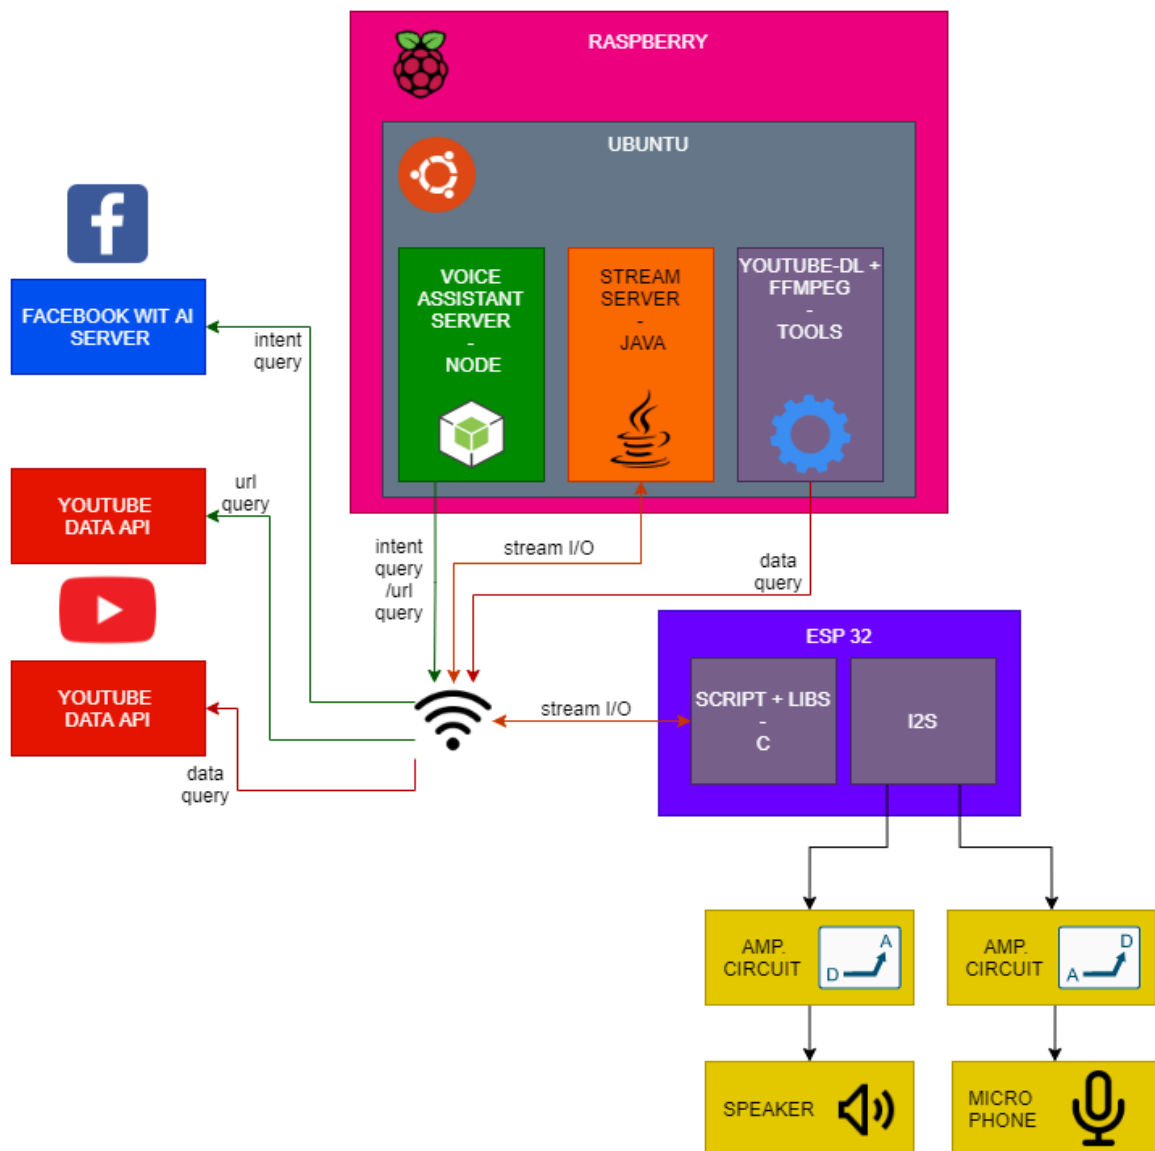 RASPBERRY
UBUNTU
VOICE
ASSISTANT
SERVER
-
NODE
STREAM
SERVER
-
JAVA
YOUTUBE-DL +
FFMPEG
-
TOOLS
FACEBOOK WIT AI
SERVER
intent
query
YOUTUBE
DATA API
url
query
YOUTUBE
DATA API
data
query
intent
query
/url
query
stream I/O
data
query
stream I/O
ESP 32
SCRIPT + LIBS
-
C
I2S
AMP.
CIRCUIT
D
A
AMP.
CIRCUIT
A
D
SPEAKER
MICRO
PHONE